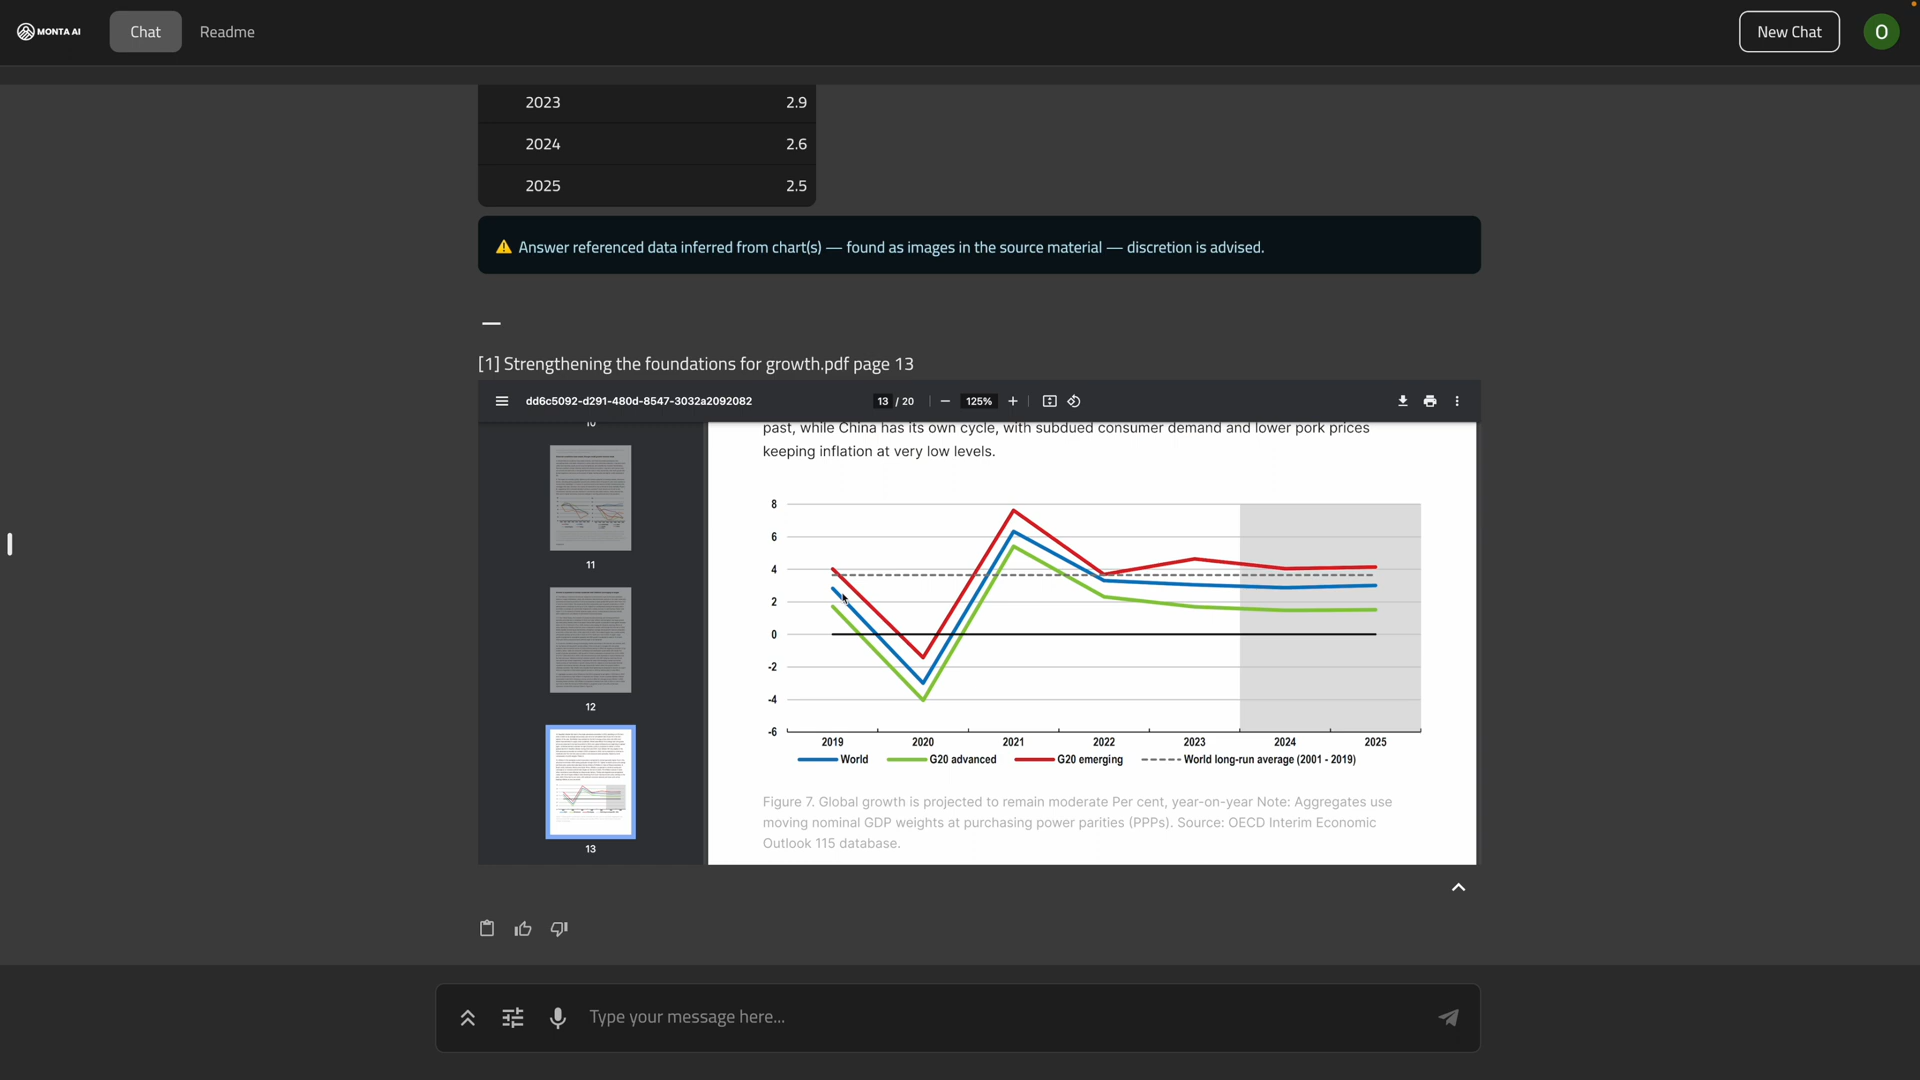 MONTA AI
Chat
Readme
New Chat
O
2023 2.9
2024 2.6
2025 2.5
⚠ Answer referenced data inferred from chart(s) — found as images in the source material — discretion is advised.
—
[1] Strengthening the foundations for growth.pdf page 13
dd6c5092-d291-480d-8547-3032a2092082
13 / 20
125%
11
12
13
past, while China has its own cycle, with subdued consumer demand and lower pork prices
keeping inflation at very low levels.
8
6
4
2
0
-2
-4
-6
2019 2020 2021 2022 2023 2024 2025
World G20 advanced G20 emerging World long-run average (2001 - 2019)
Figure 7. Global growth is projected to remain moderate Per cent, year-on-year Note: Aggregates use
moving nominal GDP weights at purchasing power parities (PPPs). Source: OECD Interim Economic
Outlook 115 database.
Type your message here...